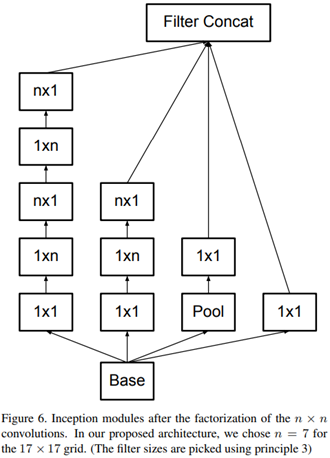 Filter Concat
nx1
1xn
nx1 nx1
1xn 1xn 1x1
1x1 1x1 Pool 1x1
Base
Figure 6. Inception modules after the factorization of the n × n
convolutions. In our proposed architecture, we chose n = 7 for
the 17 × 17 grid. (The filter sizes are picked using principle 3)